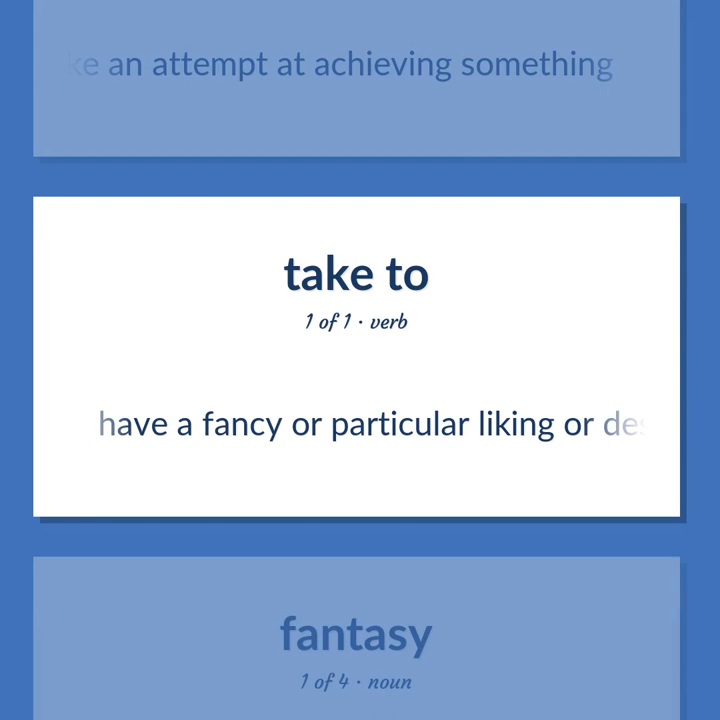 an attempt at achieving something
take to
1 of 1 · verb
have a fancy or particular liking or
fantasy
1 of 4 · noun